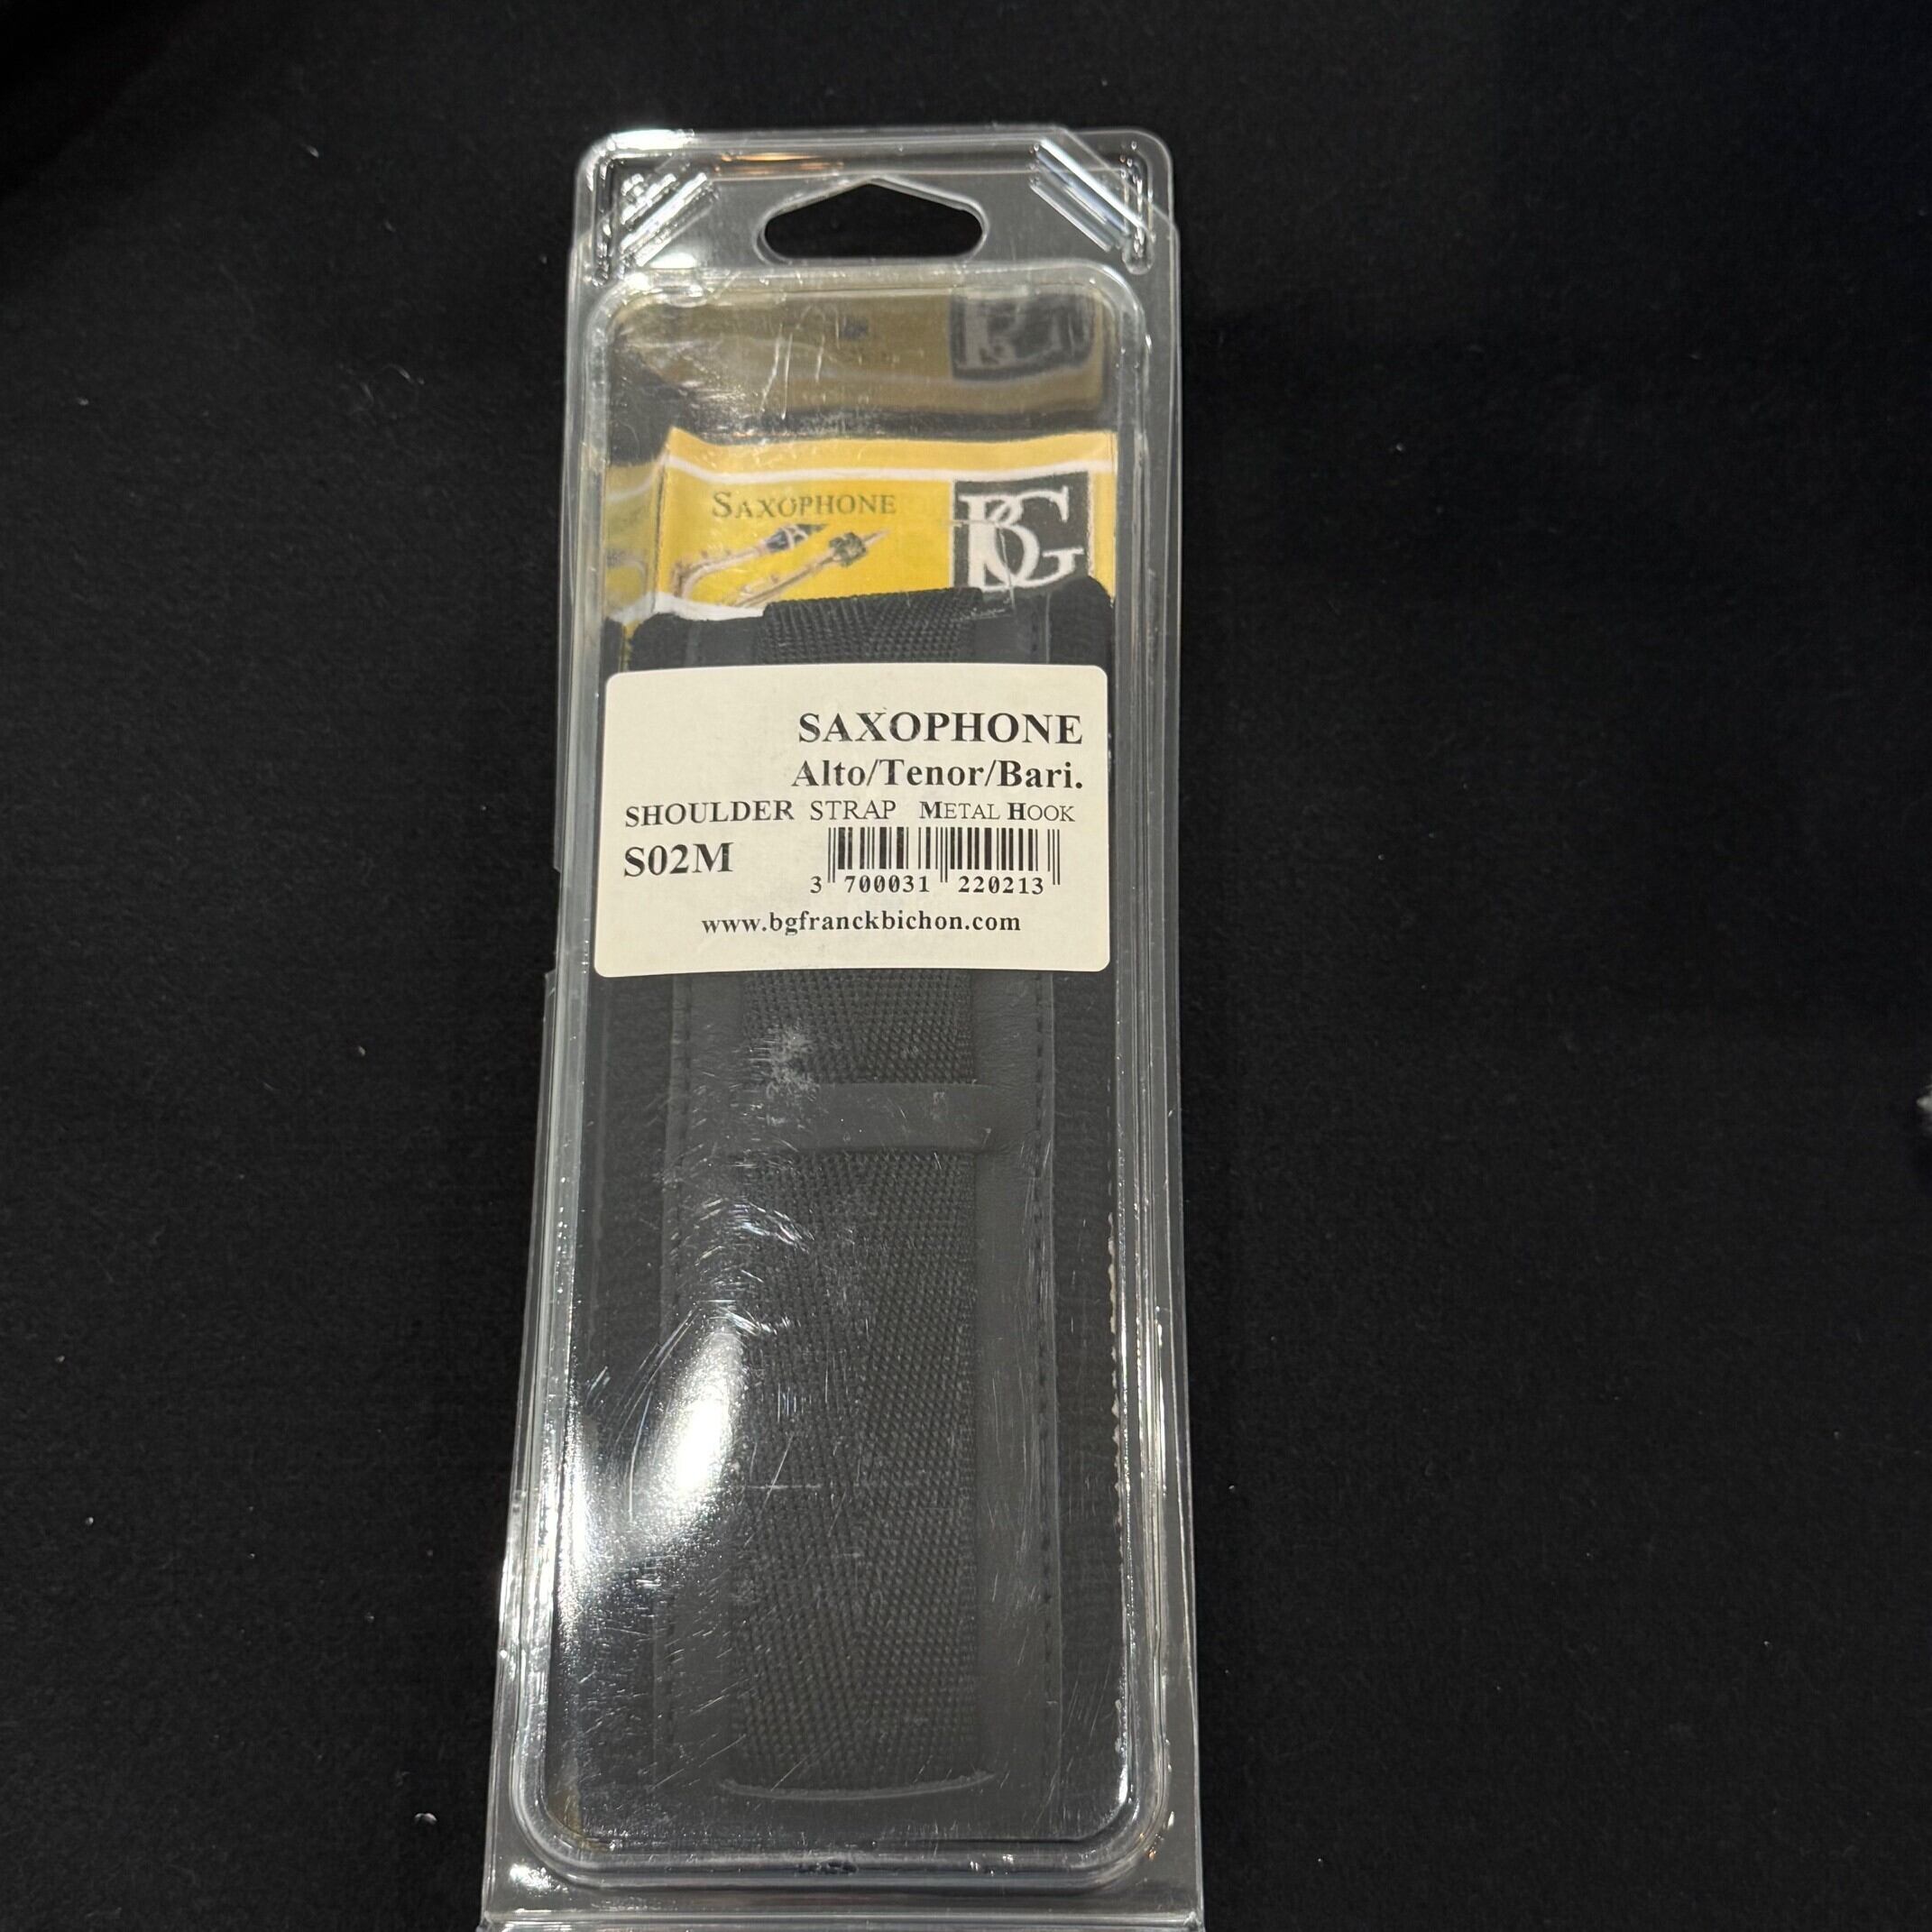 SAXOPHONE
BG
SAXOPHONE
Alto/Tenor/Bari.
SHOULDER STRAP METAL HOOK
S02M
3 700031 220213
www.bgfranckbichon.com